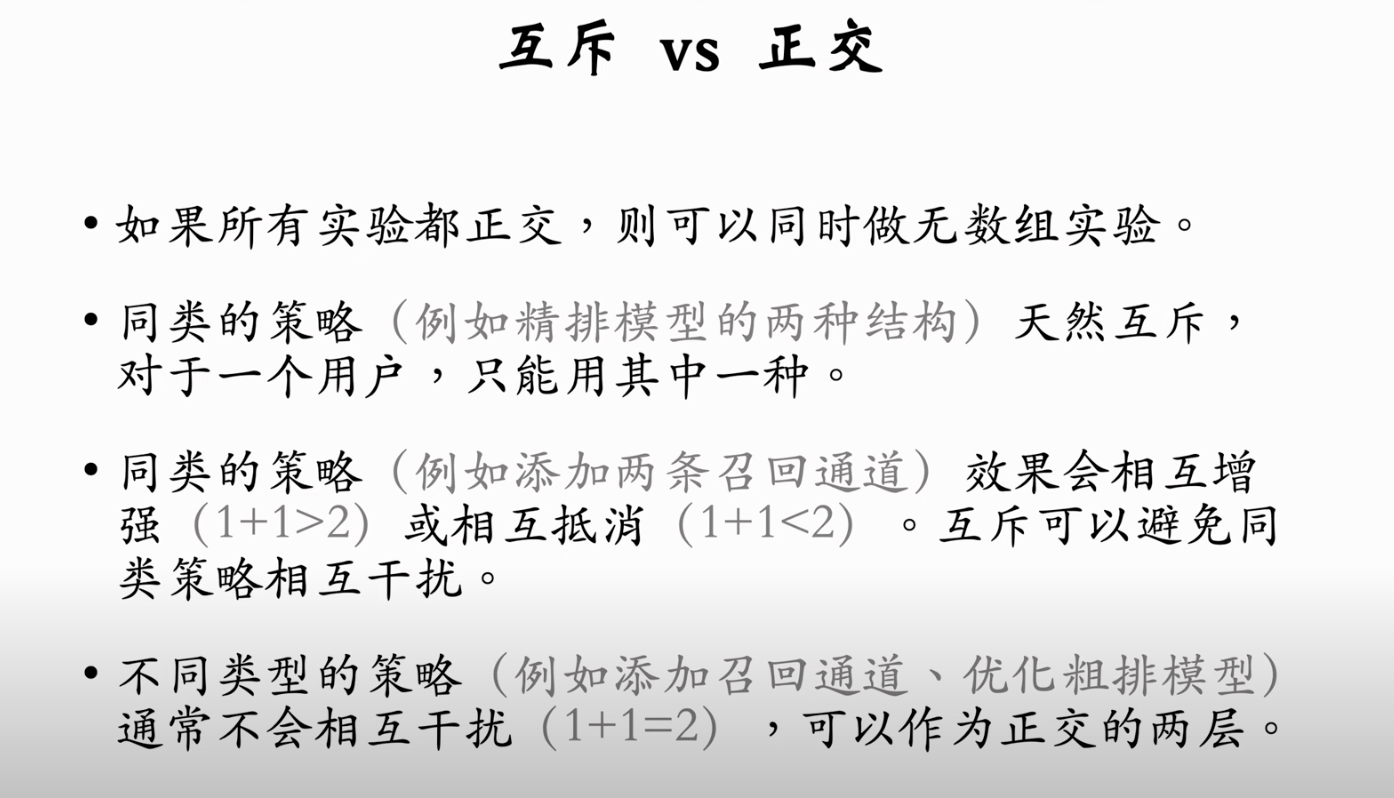 互斥 vs 正交
• 如果所有实验都正交，则可以同时做无数组实验。
• 同类的策略（例如精排模型的两种结构）天然互斥，
对于一个用户，只能用其中一种。
• 同类的策略（例如添加两条召回通道）效果会相互增
强（1+1>2）或相互抵消（1+1<2）。互斥可以避免同
类策略相互干扰。
• 不同类型的策略（例如添加召回通道、优化粗排模型）
通常不会相互干扰（1+1=2），可以作为正交的两层。